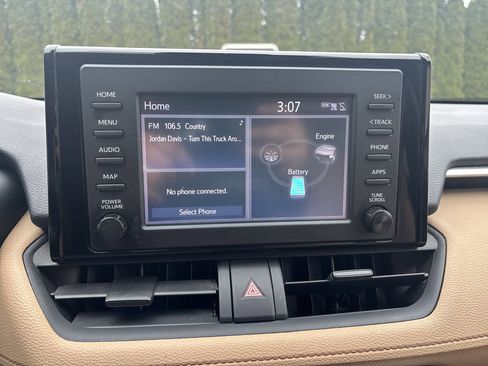 HOME
MENU
AUDIO
MAP
POWER
VOLUME
Home
3:07
FM 106.5 Country
Jordan Davis – Turn This Truck Aro...
No phone connected.
Select Phone
Engine
Battery
SEEK >
< TRACK
PHONE
APPS
TUNE
SCROLL